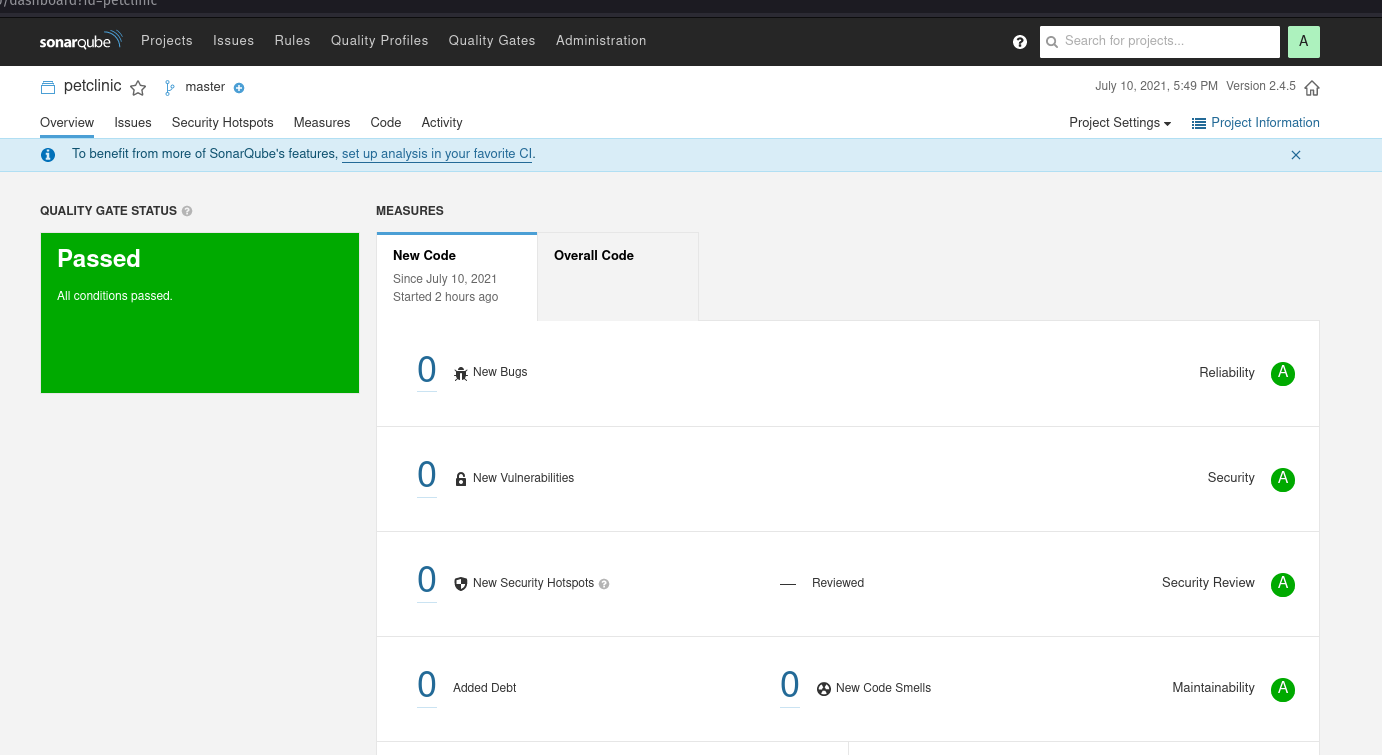 /dashboard?id=petclinic
sonarqube Projects Issues Rules Quality Profiles Quality Gates Administration ? Search for projects... A
petclinic master July 10, 2021, 5:49 PM Version 2.4.5
Overview Issues Security Hotspots Measures Code Activity Project Settings Project Information
To benefit from more of SonarQube's features, set up analysis in your favorite CI.
QUALITY GATE STATUS ? MEASURES
Passed
All conditions passed.
New Code
Since July 10, 2021
Started 2 hours ago
Overall Code
0 New Bugs Reliability A
0 New Vulnerabilities Security A
0 New Security Hotspots ? — Reviewed Security Review A
0 Added Debt 0 New Code Smells Maintainability A